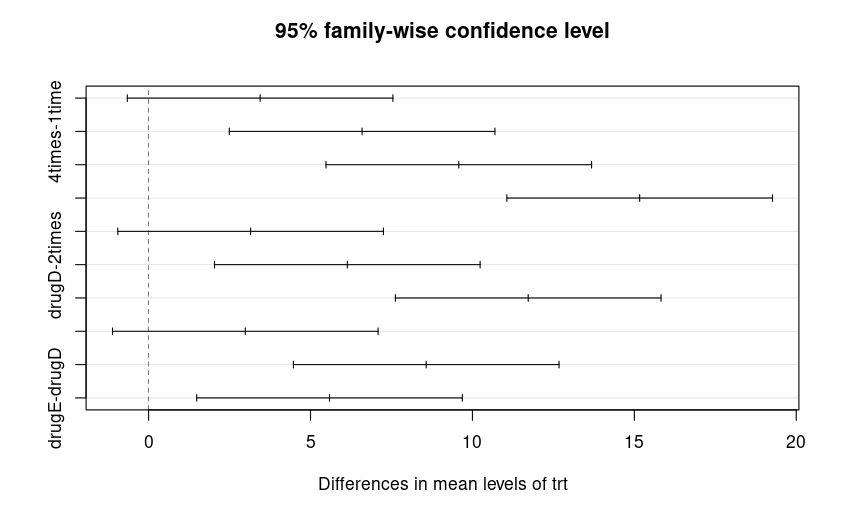 95% family-wise confidence level
4times-1time
drugD-2times
drugE-drugD
0 5 10 15 20
Differences in mean levels of trt